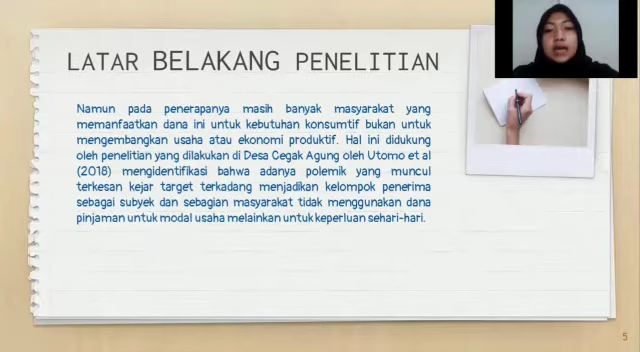 LATAR BELAKANG PENELITIAN
Namun pada penerapanya masih banyak masyarakat yang
memanfaatkan dana ini untuk kebutuhan konsumtif bukan untuk
mengembangkan usaha atau ekonomi produktif. Hal ini didukung
oleh penelitian yang dilakukan di Desa Gegak Agung oleh Utomo et al
(2018) mengidentifikasi bahwa adanya polemik yang muncul
terkesan kejar target terkadang menjadikan kelompok penerima
sebagai subyek dan sebagian masyarakat tidak menggunakan dana
pinjaman untuk modal usaha melainkan untuk keperluan sehari-hari.
5